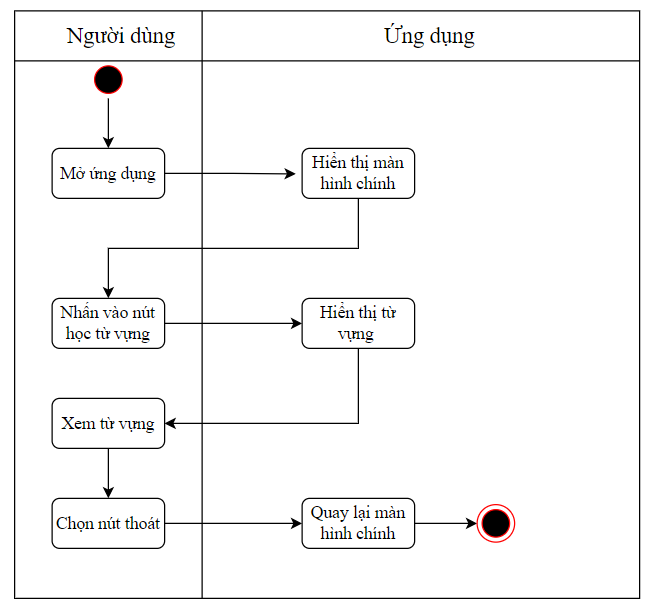 Người dùng
Ứng dụng
Mở ứng dụng
Hiển thị màn
hình chính
Nhấn vào nút
học từ vựng
Hiển thị từ
vựng
Xem từ vựng
Chọn nút thoát
Quay lại màn
hình chính